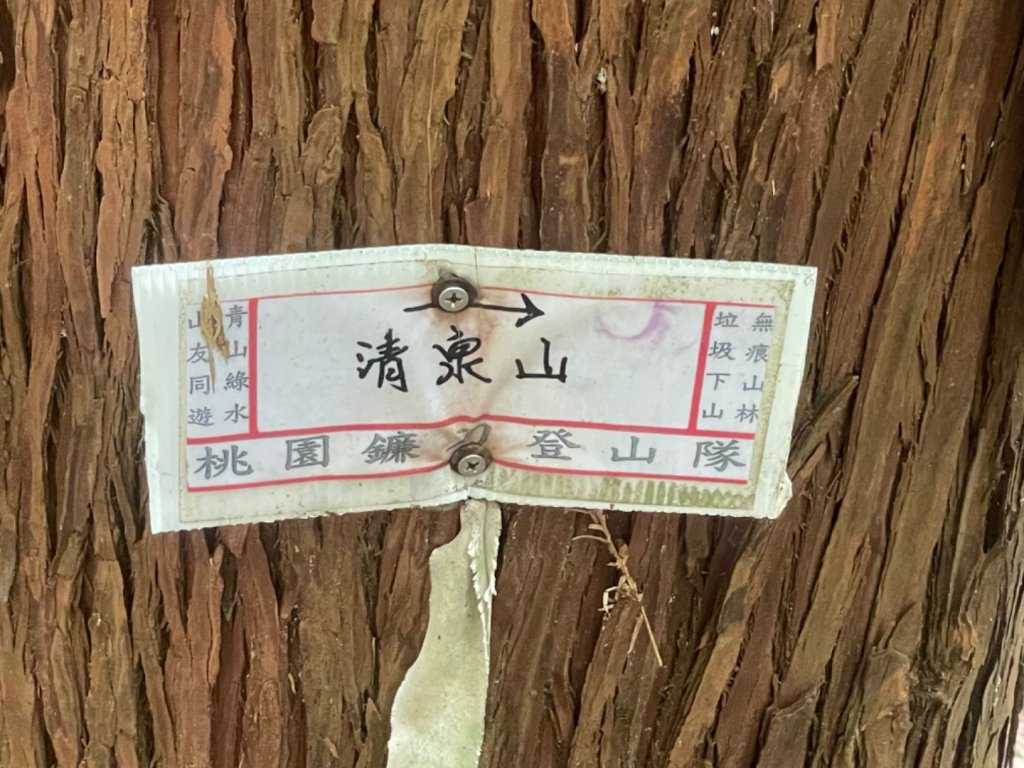 青山綠水
山友同遊
清泉山
無痕山林
垃圾下山
桃園鐮 登山隊